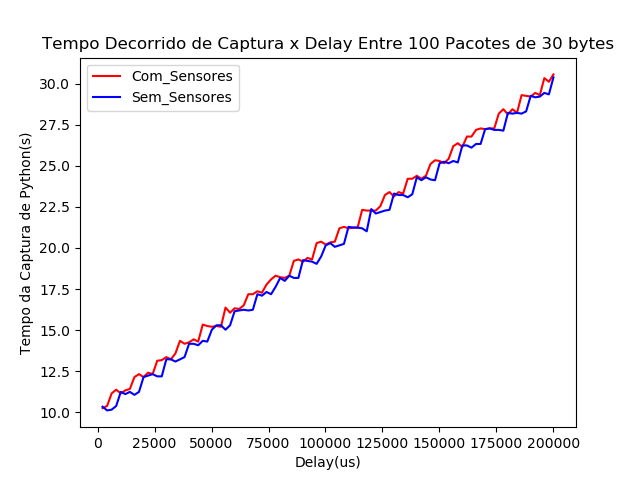 Tempo Decorrido de Captura x Delay Entre 100 Pacotes de 30 bytes
Com_Sensores
Sem_Sensores
Tempo da Captura de Python(s)
30.0
27.5
25.0
22.5
20.0
17.5
15.0
12.5
10.0
0 25000 50000 75000 100000 125000 150000 175000 200000
Delay(us)